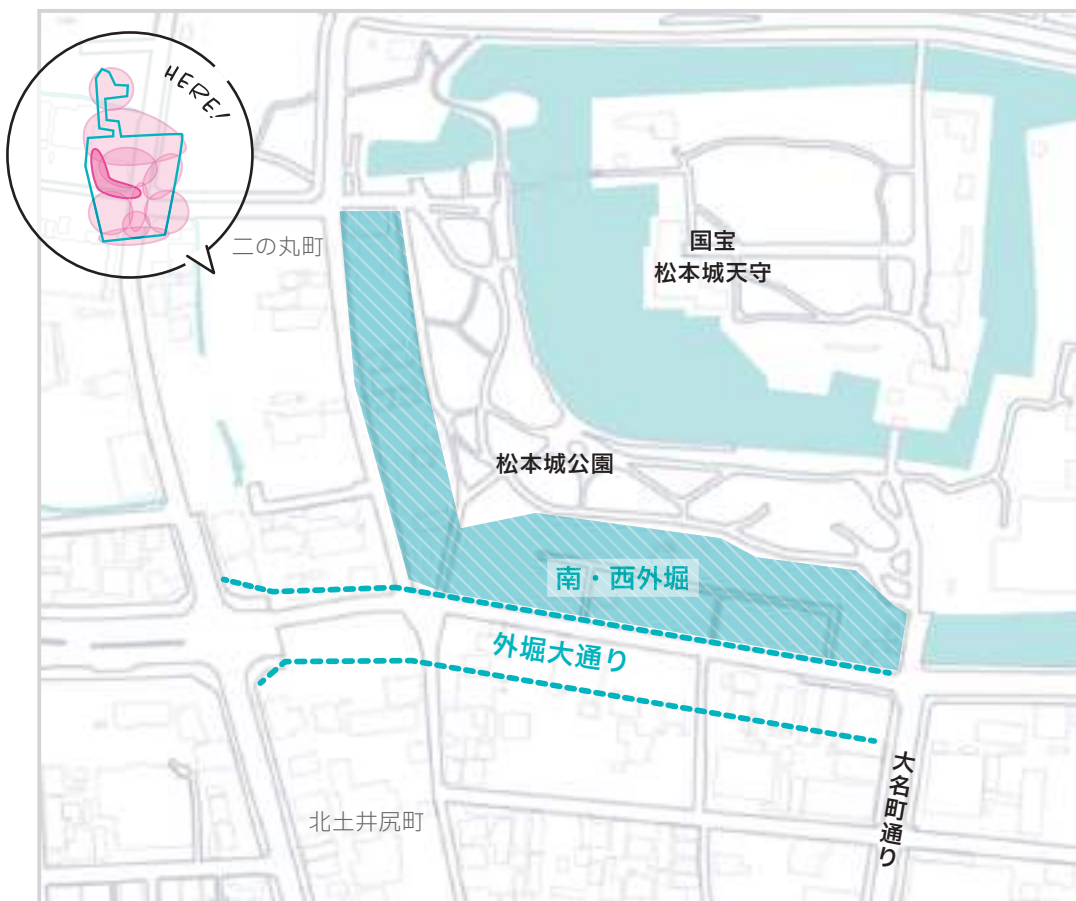 HERE!
二の丸町
国宝
松本城天守
松本城公園
南・西外堀
外堀大通り
大名町通り
北土井尻町